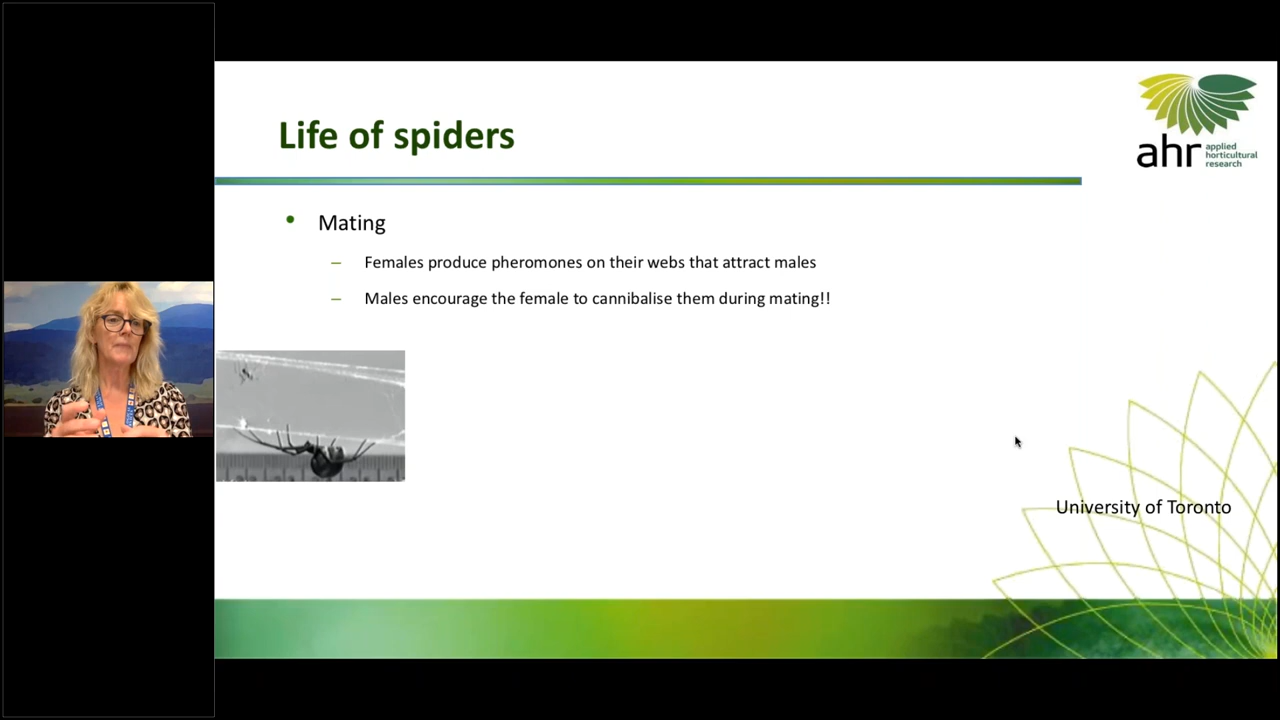 Life of spiders
ahr applied
horticultural
research
• Mating
– Females produce pheromones on their webs that attract males
– Males encourage the female to cannibalise them during mating!!
University of Toronto